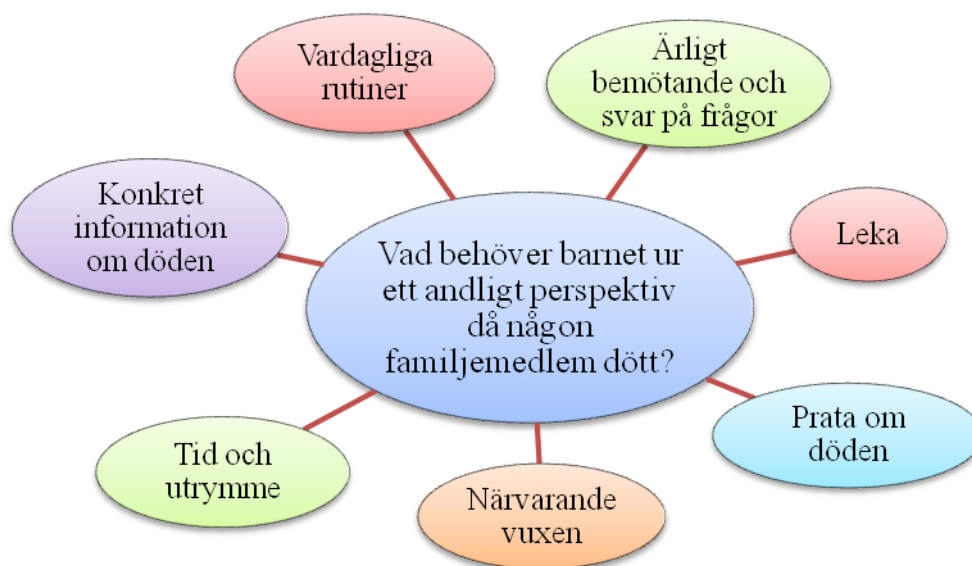 Vardagliga
rutiner
Ärligt
bemötande och
svar på frågor
Konkret
information
om döden
Leka
Vad behöver barnet ur
ett andligt perspektiv
då någon
familjemedlem dött?
Prata om
döden
Tid och
utrymme
Närvarande
vuxen